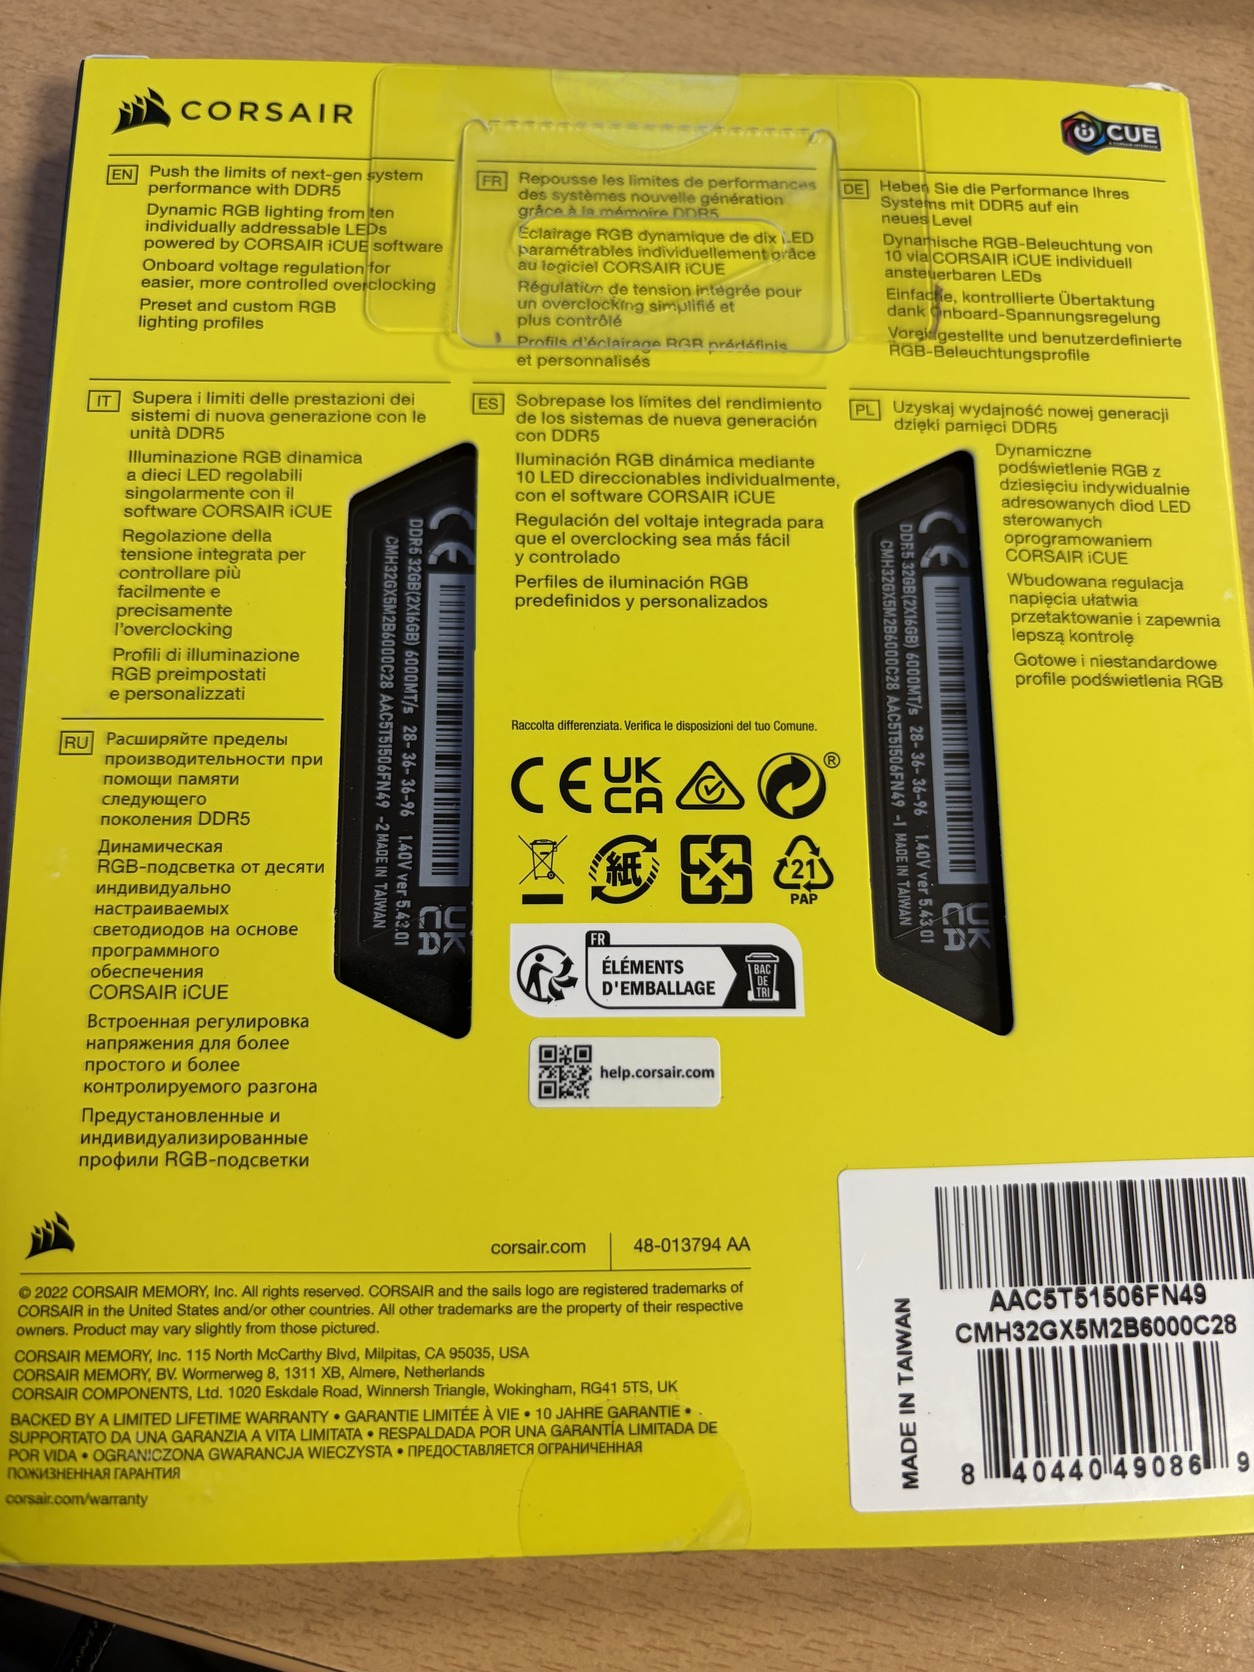 CORSAIR
iCUE
EN
Push the limits of next-gen system
performance with DDR5
Dynamic RGB lighting from ten
individually addressable LEDs
powered by CORSAIR iCUE software
Onboard voltage regulation for
easier, more controlled overclocking
Preset and custom RGB
lighting profiles
FR
Repousse les limites de performances
des systèmes nouvelle génération
grâce à la mémoire DDR5
Éclairage RGB dynamique de dix LED
paramétrables individuellement grâce
au logiciel CORSAIR iCUE
Régulation de tension intégrée pour
un overclocking simplifié et
plus contrôlé
Profils d'éclairage RGB prédéfinis
et personnalisés
DE
Heben Sie die Performance Ihres
Systems mit DDR5 auf ein
neues Level
Dynamische RGB-Beleuchtung von
10 via CORSAIR iCUE individuell
ansteuerbaren LEDs
Einfache, kontrollierte Übertaktung
dank Onboard-Spannungsregelung
Voreingestellte und benutzerdefinierte
RGB-Beleuchtungsprofile
IT
Supera i limiti delle prestazioni dei
sistemi di nuova generazione con le
unità DDR5
Illuminazione RGB dinamica
a dieci LED regolabili
singolarmente con il
software CORSAIR iCUE
Regolazione della
tensione integrata per
controllare più
facilmente e
precisamente
l'overclocking
Profili di illuminazione
RGB preimpostati
e personalizzati
ES
Sobrepase los límites del rendimiento
de los sistemas de nueva generación
con DDR5
Iluminación RGB dinámica mediante
10 LED direccionables individualmente,
con el software CORSAIR iCUE
Regulación del voltaje integrada para
que el overclocking sea más fácil
y controlado
Perfiles de iluminación RGB
predefinidos y personalizados
PL
Uzyskaj wydajność nowej generacji
dzięki pamięci DDR5
Dynamiczne
podświetlenie RGB z
dziesięciu indywidualnie
adresowanych diod LED
sterowanych
oprogramowaniem
CORSAIR iCUE
Wbudowana regulacja
napięcia ułatwia
przetaktowanie i zapewnia
lepszą kontrolę
Gotowe i niestandardowe
profile podświetlenia RGB
RU
Расширяйте пределы
производительности при
помощи памяти
следующего
поколения DDR5
Динамическая
RGB-подсветка от десяти
индивидуально
настраиваемых
светодиодов на основе
программного
обеспечения
CORSAIR iCUE
Встроенная регулировка
напряжения для более
простого и более
контролируемого разгона
Предустановленные и
индивидуализированные
профили RGB-подсветки
CE
DDR5 32GB(2X16GB) 6000MT/s 28-36-36-96 1.40V ver 5.43.01
CMH32GX5M2B6000C28 AAC5T51506FN49 -2 MADE IN TAIWAN
UK
CA
CE
DDR5 32GB(2X16GB) 6000MT/s 28-36-36-96 1.40V ver 5.43.01
CMH32GX5M2B6000C28 AAC5T51506FN49 -1 MADE IN TAIWAN
UK
CA
Raccolta differenziata. Verifica le disposizioni del tuo Comune.
CE UK
CA
®
紙
21
PAP
FR
ÉLÉMENTS
D'EMBALLAGE
BAC
DE
TRI
help.corsair.com
corsair.com
48-013794 AA
© 2022 CORSAIR MEMORY, Inc. All rights reserved. CORSAIR and the sails logo are registered trademarks of
CORSAIR in the United States and/or other countries. All other trademarks are the property of their respective
owners. Product may vary slightly from those pictured.
CORSAIR MEMORY, Inc. 115 North McCarthy Blvd, Milpitas, CA 95035, USA
CORSAIR MEMORY, BV. Wormerweg 8, 1311 XB, Almere, Netherlands
CORSAIR COMPONENTS, Ltd. 1020 Eskdale Road, Winnersh Triangle, Wokingham, RG41 5TS, UK
BACKED BY A LIMITED LIFETIME WARRANTY • GARANTIE LIMITÉE À VIE • 10 JAHRE GARANTIE •
SUPPORTATO DA UNA GARANZIA A VITA LIMITATA • RESPALDADA POR UNA GARANTÍA LIMITADA DE
POR VIDA • OGRANICZONA GWARANCJA WIECZYSTA • ПРЕДОСТАВЛЯЕТСЯ ОГРАНИЧЕННАЯ
ПОЖИЗНЕННАЯ ГАРАНТИЯ
corsair.com/warranty
MADE IN TAIWAN
AAC5T51506FN49
CMH32GX5M2B6000C28
8 40440 49086 9